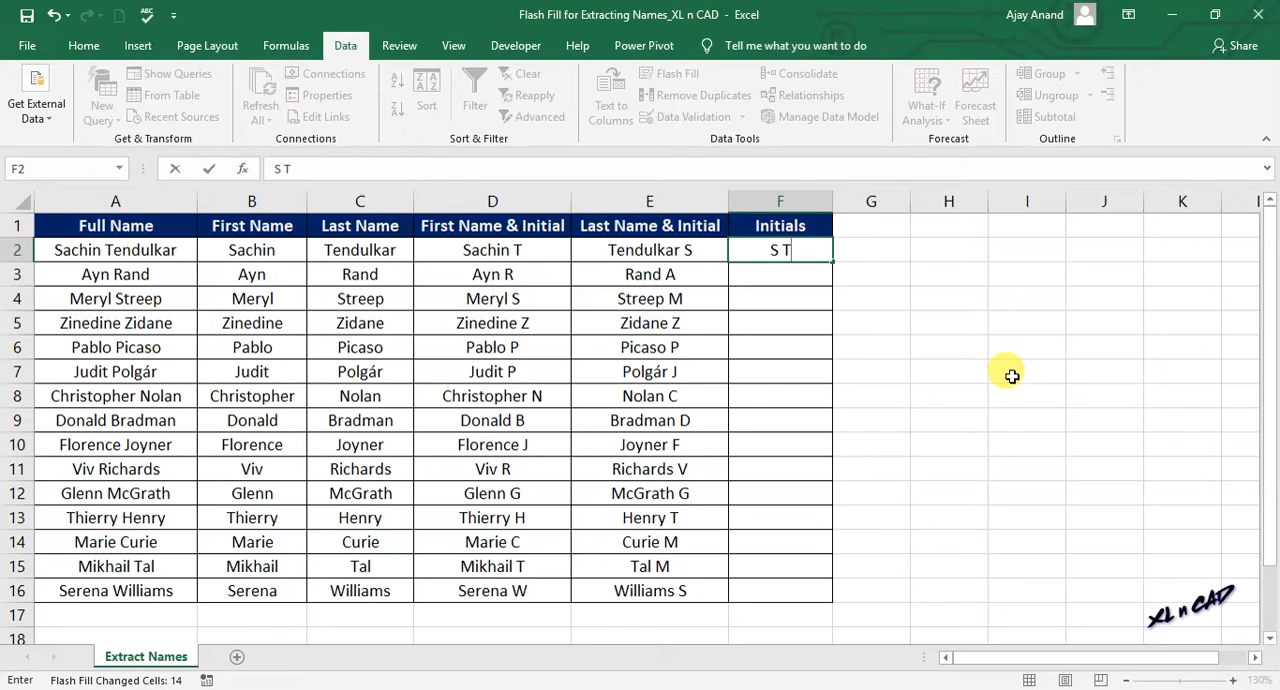 Flash Fill for Extracting Names_XL n CAD - Excel
Ajay Anand
File Home Insert Page Layout Formulas Data Review View Developer Help Power Pivot Tell me what you want to do Share
Get External Data
New Query
Show Queries
From Table
Recent Sources
Get & Transform
Refresh All
Connections
Properties
Edit Links
Connections
Sort
Filter
Clear
Reapply
Advanced
Sort & Filter
Text to Columns
Flash Fill
Remove Duplicates
Data Validation
Consolidate
Relationships
Manage Data Model
Data Tools
What-If Analysis
Forecast Sheet
Forecast
Group
Ungroup
Subtotal
Outline
F2 fx S T
A B C D E F G H I J K
1 Full Name First Name Last Name First Name & Initial Last Name & Initial Initials
2 Sachin Tendulkar Sachin Tendulkar Sachin T Tendulkar S S T
3 Ayn Rand Ayn Rand Ayn R Rand A
4 Meryl Streep Meryl Streep Meryl S Streep M
5 Zinedine Zidane Zinedine Zidane Zinedine Z Zidane Z
6 Pablo Picaso Pablo Picaso Pablo P Picaso P
7 Judit Polgár Judit Polgár Judit P Polgár J
8 Christopher Nolan Christopher Nolan Christopher N Nolan C
9 Donald Bradman Donald Bradman Donald B Bradman D
10 Florence Joyner Florence Joyner Florence J Joyner F
11 Viv Richards Viv Richards Viv R Richards V
12 Glenn McGrath Glenn McGrath Glenn G McGrath G
13 Thierry Henry Thierry Henry Thierry H Henry T
14 Marie Curie Marie Curie Marie C Curie M
15 Mikhail Tal Mikhail Tal Mikhail T Tal M
16 Serena Williams Serena Williams Serena W Williams S
17
18
XL n CAD
Extract Names
Enter Flash Fill Changed Cells: 14 130%